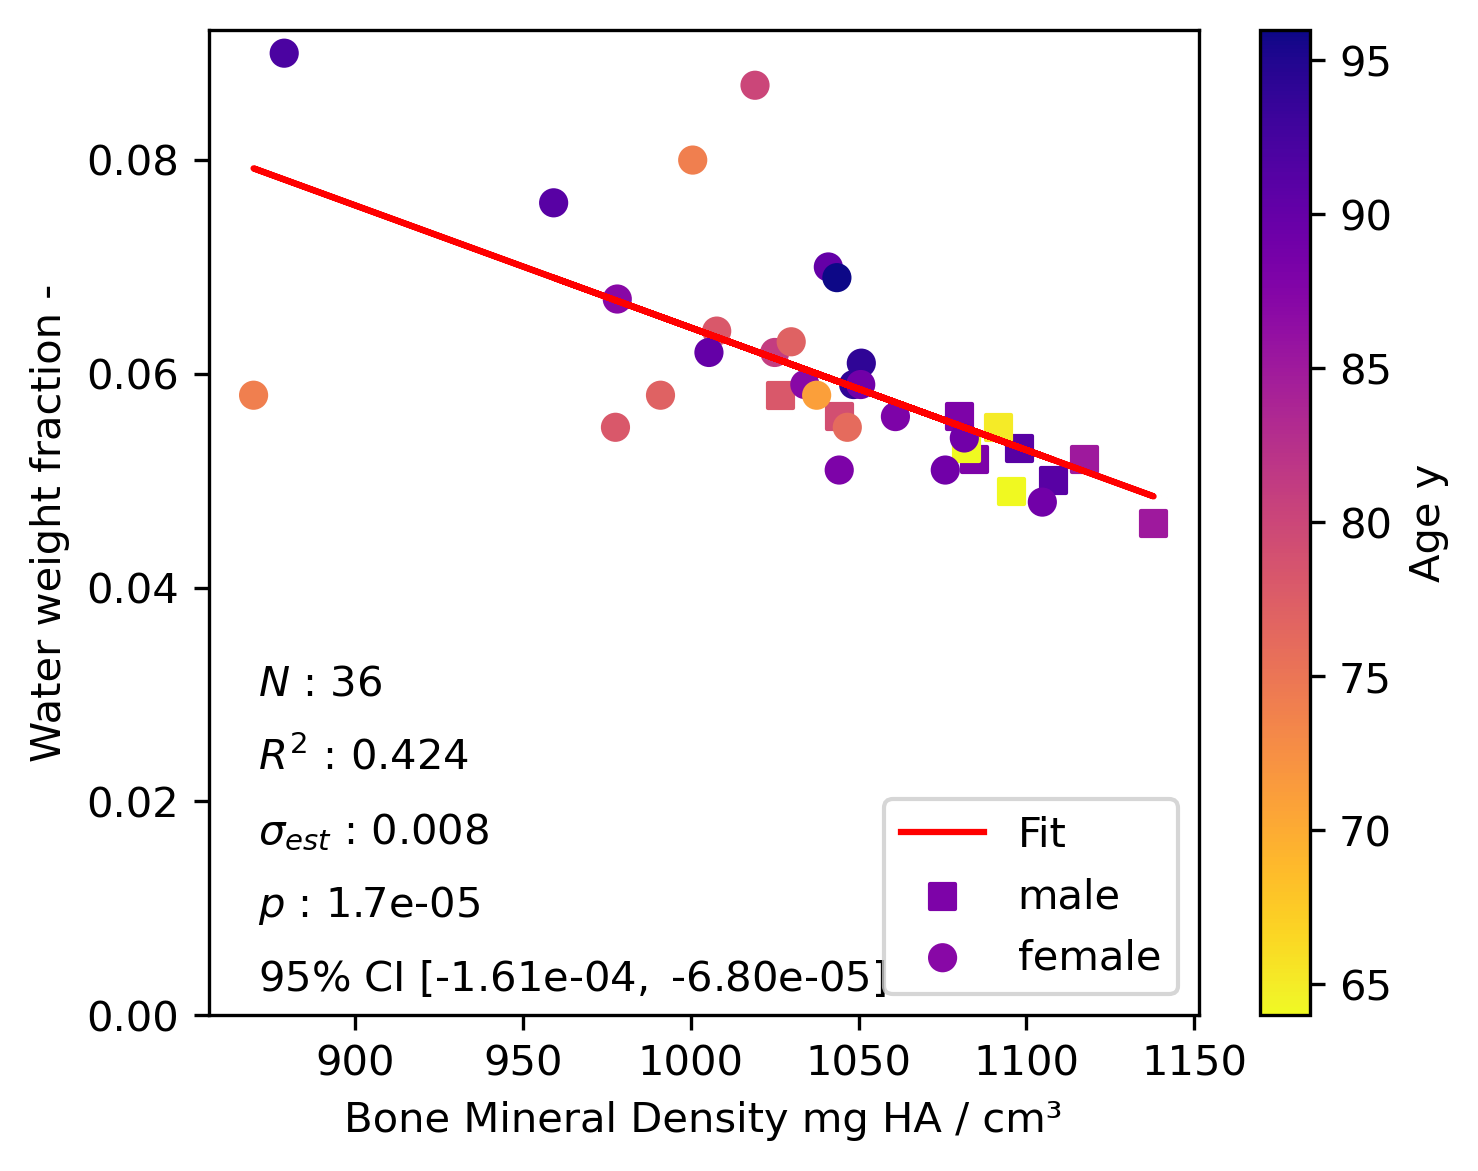 Water weight fraction -
0.08
0.06
0.04
0.02
0.00
900 950 1000 1050 1100 1150
Bone Mineral Density mg HA / cm³
N : 36
R² : 0.424
σest : 0.008
p : 1.7e-05
95% CI [-1.61e-04, -6.80e-05]
Fit
male
female
95
90
85
80
75
70
65
Age y